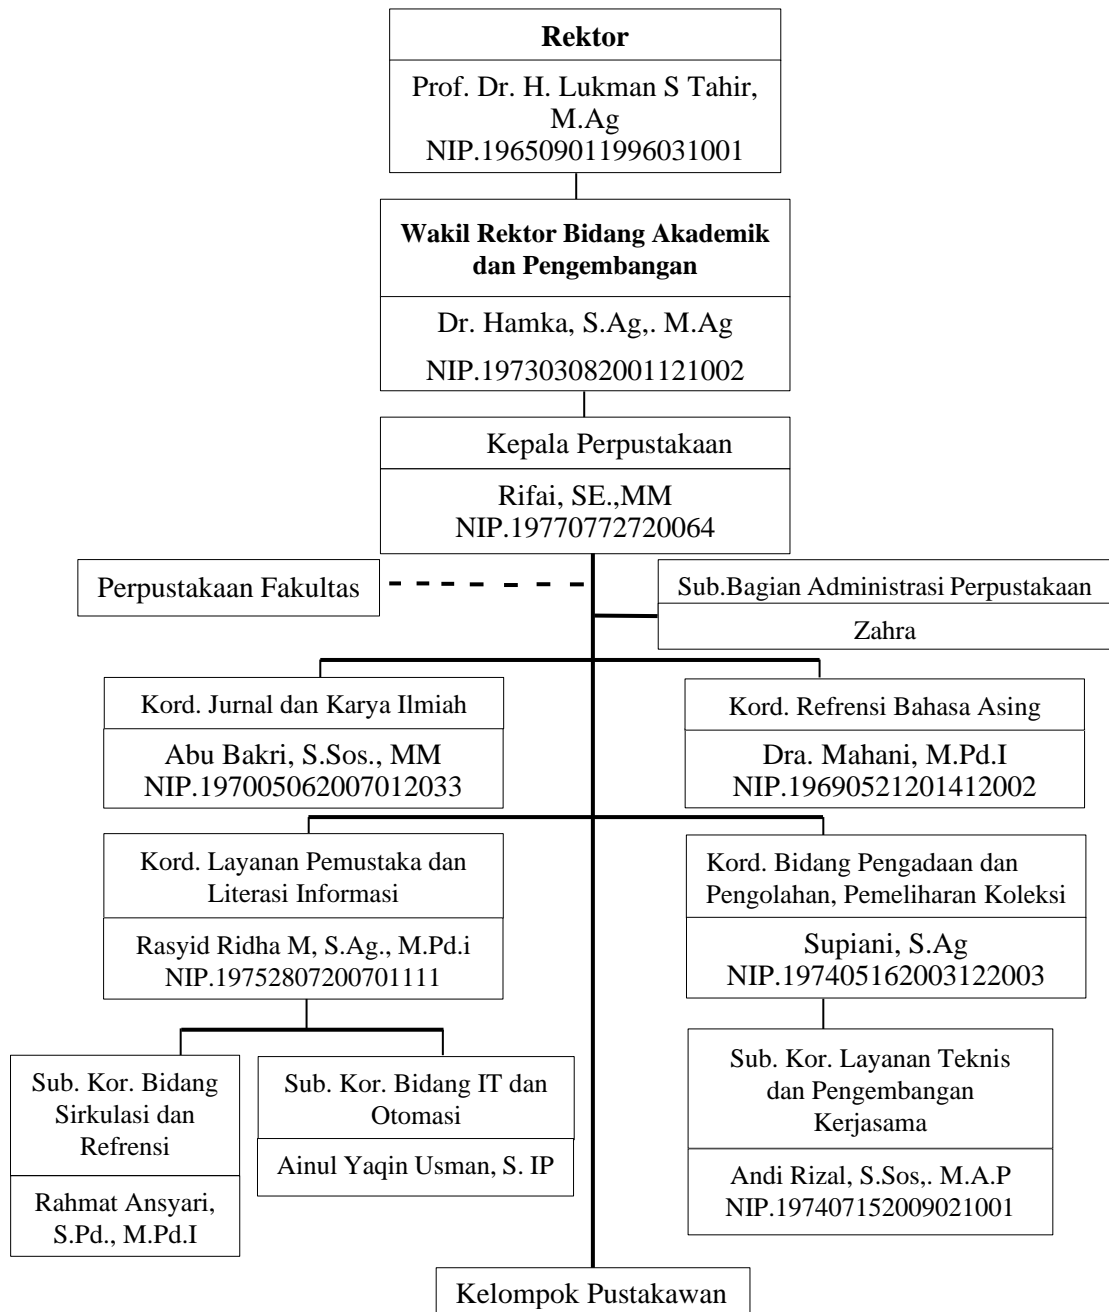 Rektor
Prof. Dr. H. Lukman S Tahir,
M.Ag
NIP.196509011996031001
Wakil Rektor Bidang Akademik
dan Pengembangan
Dr. Hamka, S.Ag,. M.Ag
NIP.197303082001121002
Kepala Perpustakaan
Rifai, SE.,MM
NIP.19770772720064
Perpustakaan Fakultas
Sub.Bagian Administrasi Perpustakaan
Zahra
Kord. Jurnal dan Karya Ilmiah
Abu Bakri, S.Sos., MM
NIP.197005062007012033
Kord. Refrensi Bahasa Asing
Dra. Mahani, M.Pd.I
NIP.19690521201412002
Kord. Layanan Pemustaka dan
Literasi Informasi
Rasyid Ridha M, S.Ag., M.Pd.i
NIP.19752807200701111
Kord. Bidang Pengadaan dan
Pengolahan, Pemeliharan Koleksi
Supiani, S.Ag
NIP.197405162003122003
Sub. Kor. Bidang
Sirkulasi dan
Refrensi
Rahmat Ansyari,
S.Pd., M.Pd.I
Sub. Kor. Bidang IT dan
Otomasi
Ainul Yaqin Usman, S. IP
Sub. Kor. Layanan Teknis
dan Pengembangan
Kerjasama
Andi Rizal, S.Sos,. M.A.P
NIP.197407152009021001
Kelompok Pustakawan